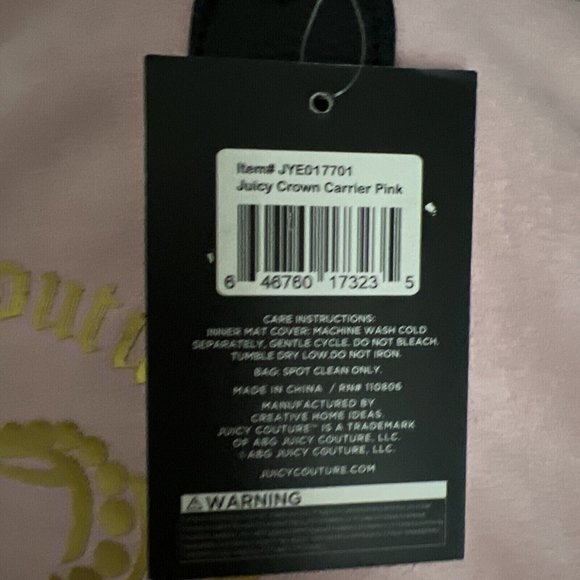 Item# JYE017701
Juicy Crown Carrier Pink
6 46760 17323 5
CARE INSTRUCTIONS:
INNER MAT COVER: MACHINE WASH COLD
SEPARATELY, GENTLE CYCLE. DO NOT BLEACH.
TUMBLE DRY LOW.DO NOT IRON.
BAG: SPOT CLEAN ONLY.
MADE IN CHINA / RN# 110806
MANUFACTURED BY
CREATIVE HOME IDEAS.
JUICY COUTURE™ IS A TRADEMARK
OF ABG JUICY COUTURE, LLC.
©ABG JUICY COUTURE, LLC.
JUICYCOUTURE.COM
⚠WARNING
outu